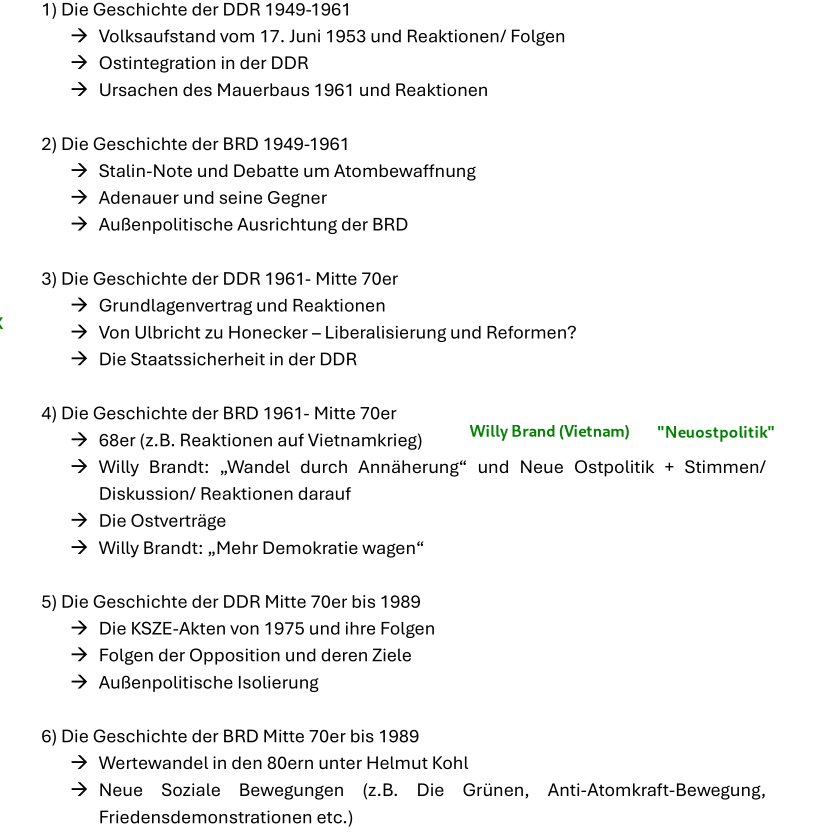 1) Die Geschichte der DDR 1949-1961
→ Volksaufstand vom 17. Juni 1953 und Reaktionen/ Folgen
→ Ostintegration in der DDR
→ Ursachen des Mauerbaus 1961 und Reaktionen
2) Die Geschichte der BRD 1949-1961
→ Stalin-Note und Debatte um Atombewaffnung
→ Adenauer und seine Gegner
→ Außenpolitische Ausrichtung der BRD
3) Die Geschichte der DDR 1961- Mitte 70er
→ Grundlagenvertrag und Reaktionen
→ Von Ulbricht zu Honecker – Liberalisierung und Reformen?
→ Die Staatssicherheit in der DDR
4) Die Geschichte der BRD 1961- Mitte 70er
→ 68er (z.B. Reaktionen auf Vietnamkrieg) Willy Brand (Vietnam) "Neuostpolitik"
→ Willy Brandt: „Wandel durch Annäherung“ und Neue Ostpolitik + Stimmen/
Diskussion/ Reaktionen darauf
→ Die Ostverträge
→ Willy Brandt: „Mehr Demokratie wagen“
5) Die Geschichte der DDR Mitte 70er bis 1989
→ Die KSZE-Akten von 1975 und ihre Folgen
→ Folgen der Opposition und deren Ziele
→ Außenpolitische Isolierung
6) Die Geschichte der BRD Mitte 70er bis 1989
→ Wertewandel in den 80ern unter Helmut Kohl
→ Neue Soziale Bewegungen (z.B. Die Grünen, Anti-Atomkraft-Bewegung,
Friedensdemonstrationen etc.)